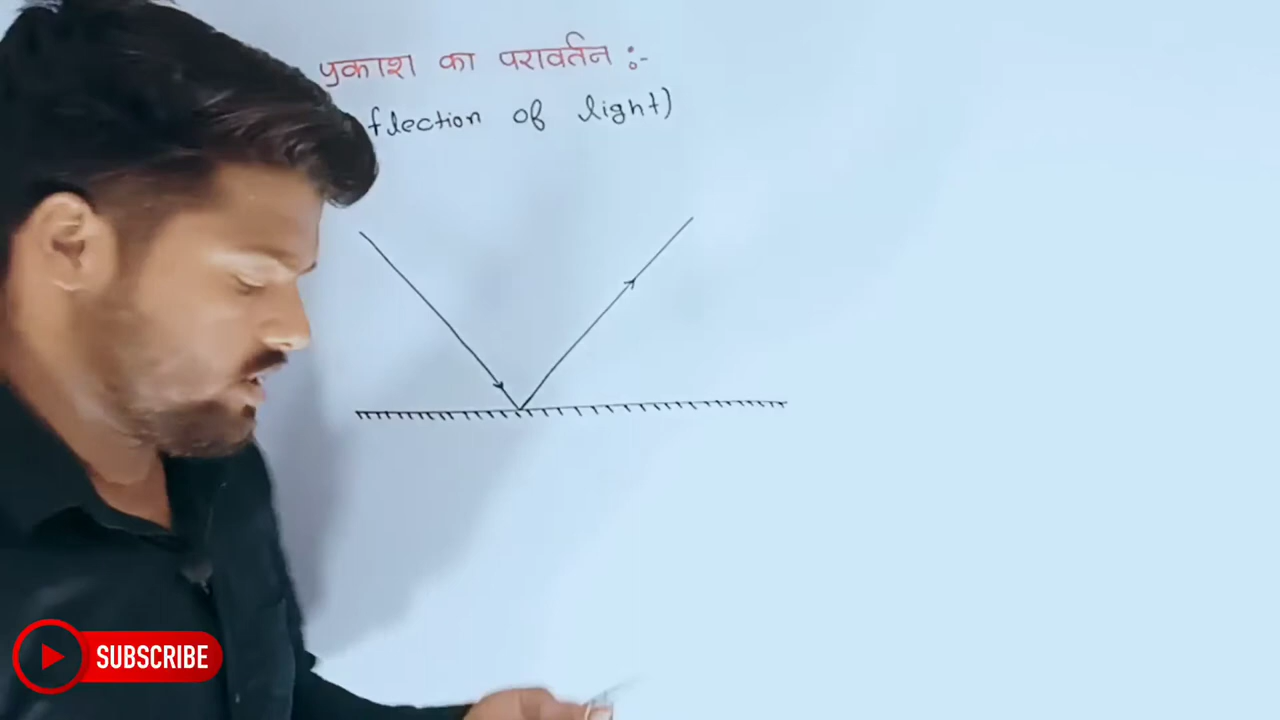 प्रकाश का परावर्तन :-
flection of light)
SUBSCRIBE